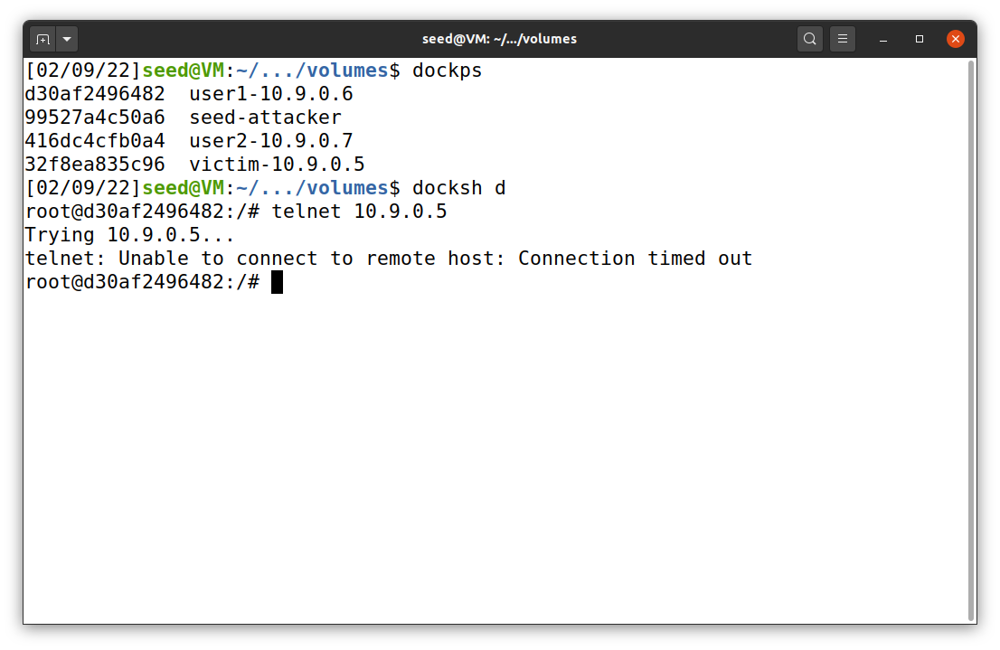 seed@VM: ~/.../volumes
[02/09/22]seed@VM:~/.../volumes$ dockps
d30af2496482  user1-10.9.0.6
99527a4c50a6  seed-attacker
416dc4cfb0a4  user2-10.9.0.7
32f8ea835c96  victim-10.9.0.5
[02/09/22]seed@VM:~/.../volumes$ docksh d
root@d30af2496482:/# telnet 10.9.0.5
Trying 10.9.0.5...
telnet: Unable to connect to remote host: Connection timed out
root@d30af2496482:/#